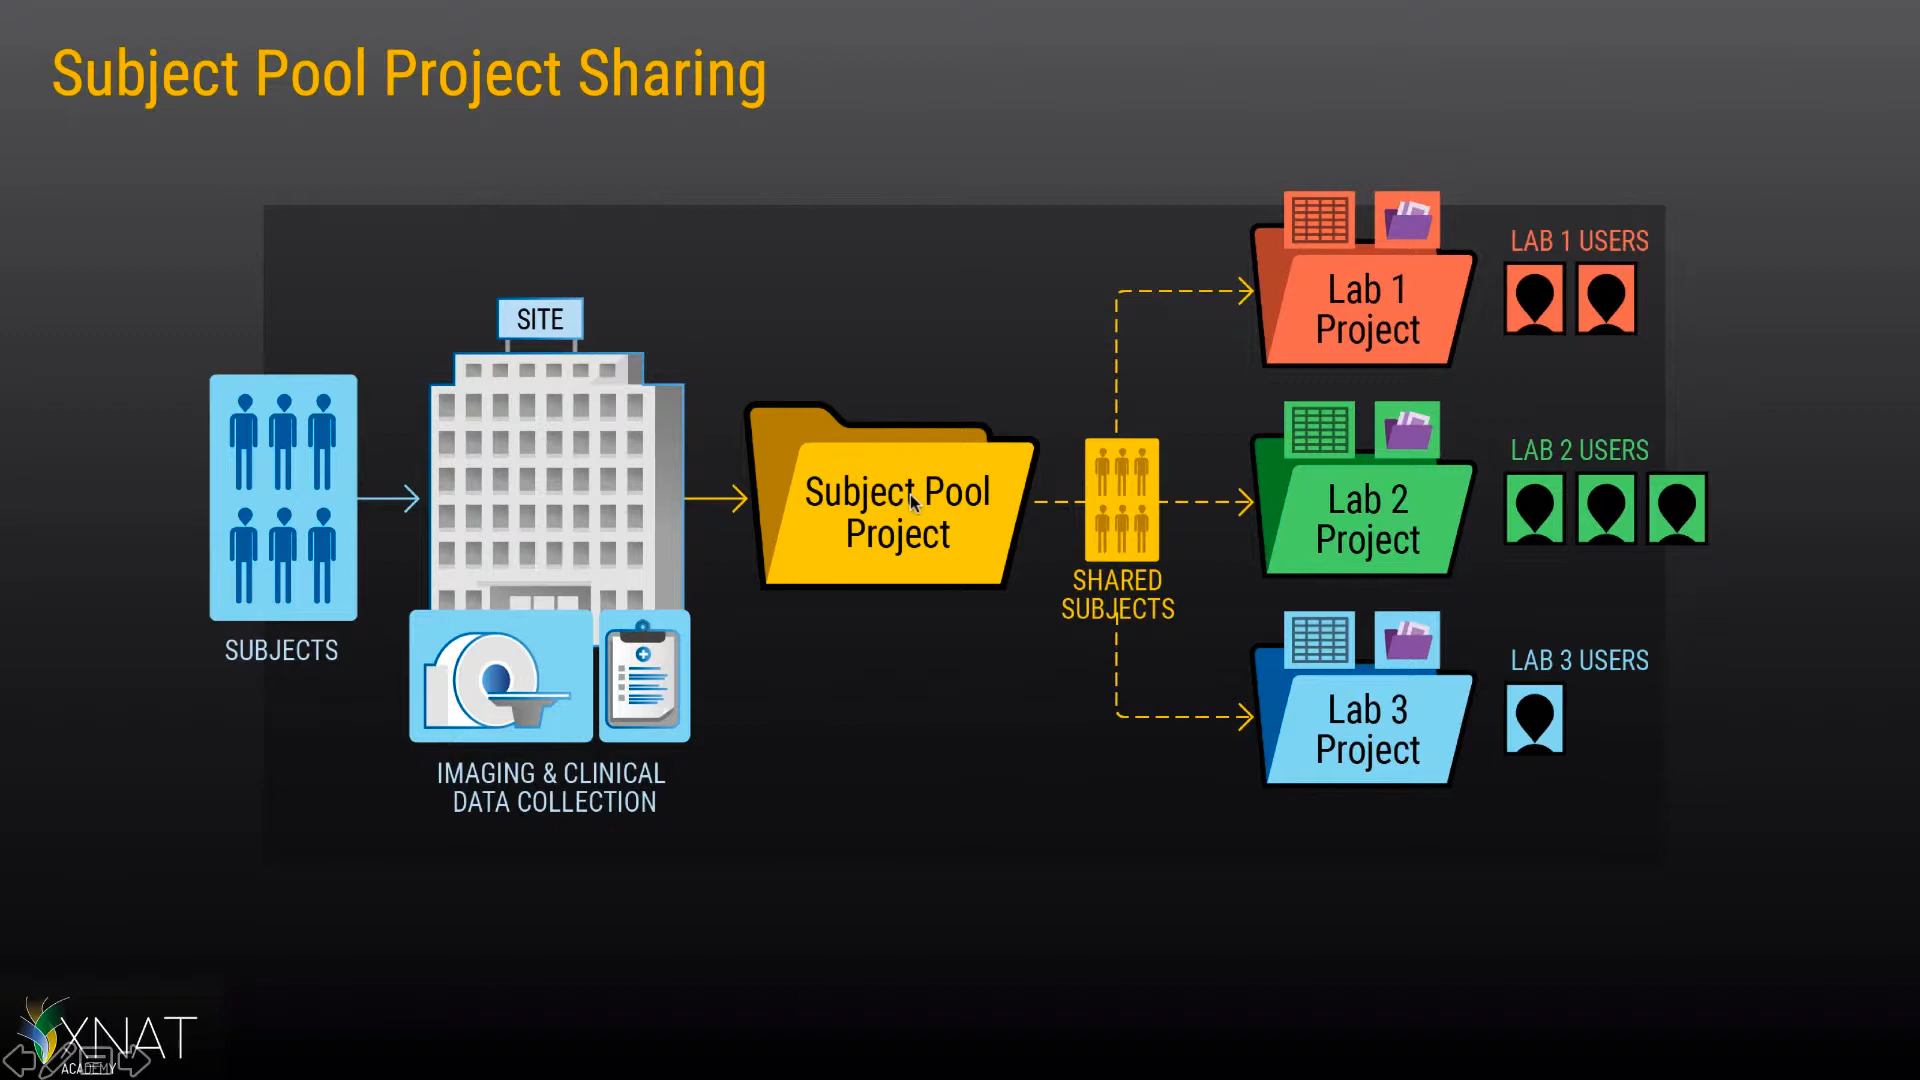 Subject Pool Project Sharing
SITE
SUBJECTS
IMAGING & CLINICAL
DATA COLLECTION
Subject Pool
Project
SHARED
SUBJECTS
Lab 1
Project
LAB 1 USERS
Lab 2
Project
LAB 2 USERS
Lab 3
Project
LAB 3 USERS
XNAT
ACADEMY